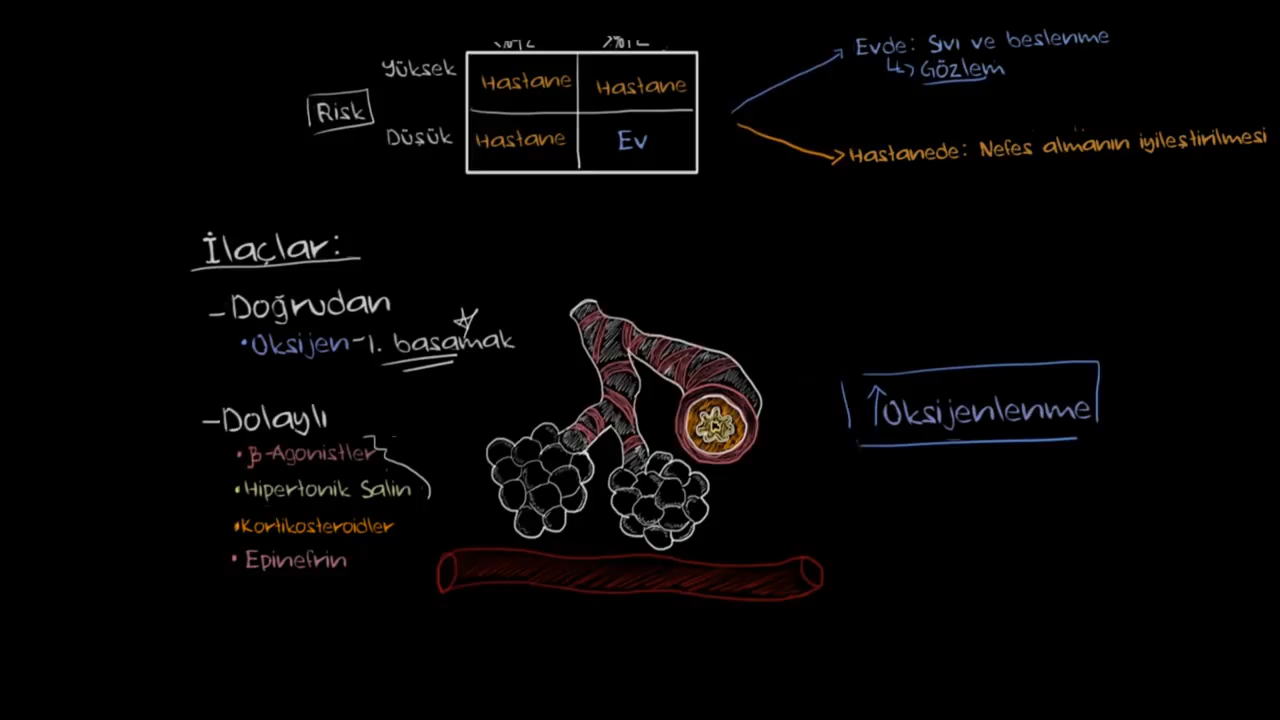 Evde: Sıvı ve beslenme
Gözlem
Yüksek
Hastane
Hastane
Risk
Düşük
Hastane
Ev
Hastanede: Nefes almanın iyileştirilmesi
İlaçlar:
-Doğrudan
•Oksijen-1. basamak
-Dolaylı
•β-Agonistler
•Hipertonik Salin
•Kortikosteroidler
•Epinefrin
↑Oksijenlenme